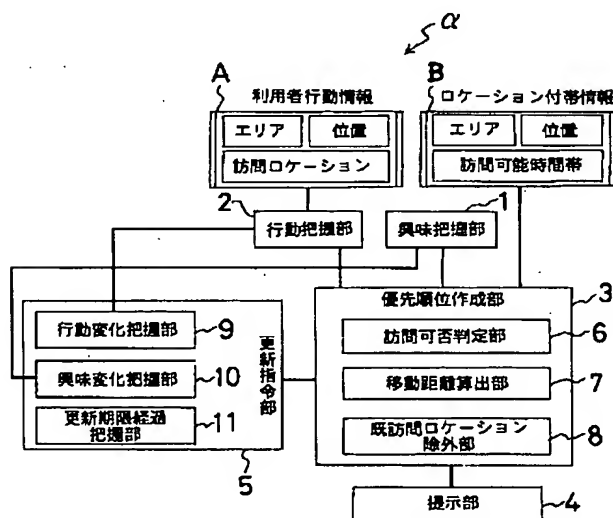 α
A
B
利用者行動情報
ロケーション付帯情報
エリア
位置
エリア
位置
訪問ロケーション
訪問可能時間帯
2
1
行動把握部
興味把握部
優先順位作成部
3
行動変化把握部
9
訪問可否判定部
6
更新指令部
興味変化把握部
10
移動距離算出部
7
更新期限経過
把握部
11
既訪問ロケーション
除外部
8
5
提示部
4